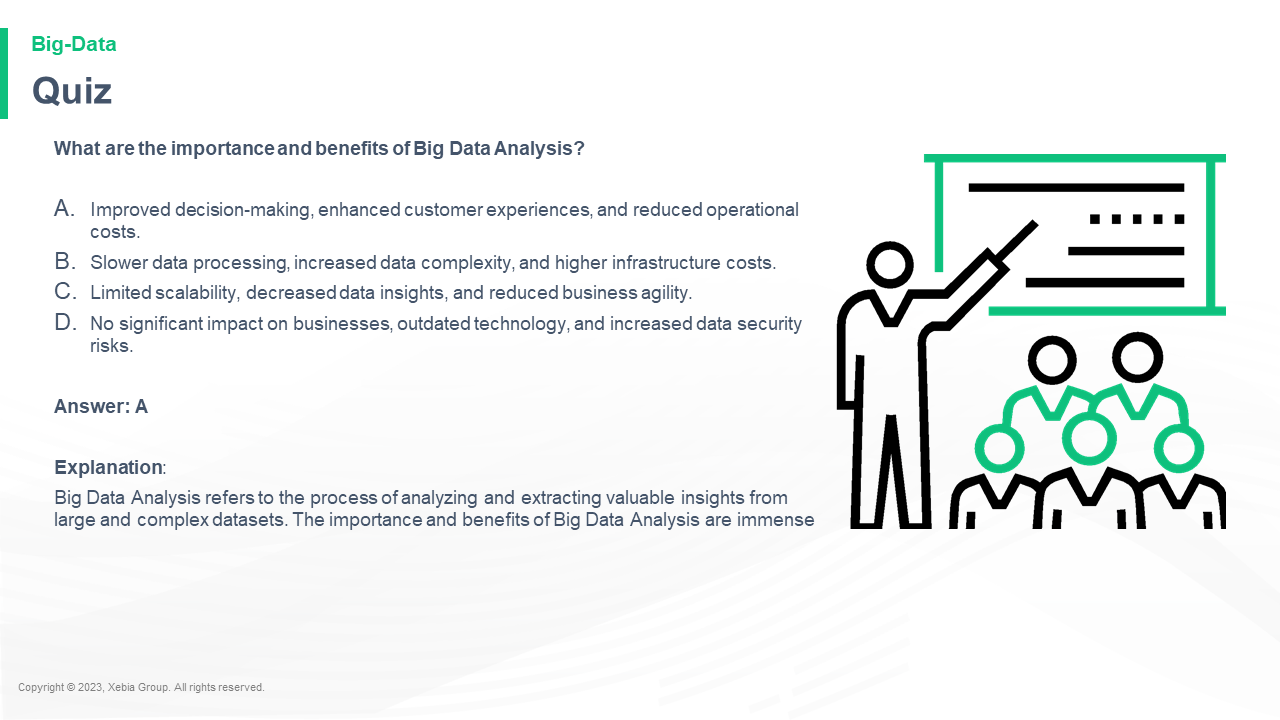 Big-Data
Quiz
What are the importance and benefits of Big Data Analysis?
A. Improved decision-making, enhanced customer experiences, and reduced operational
costs.
B. Slower data processing, increased data complexity, and higher infrastructure costs.
C. Limited scalability, decreased data insights, and reduced business agility.
D. No significant impact on businesses, outdated technology, and increased data security
risks.
Answer: A
Explanation:
Big Data Analysis refers to the process of analyzing and extracting valuable insights from
large and complex datasets. The importance and benefits of Big Data Analysis are immense
Copyright © 2023, Xebia Group. All rights reserved.